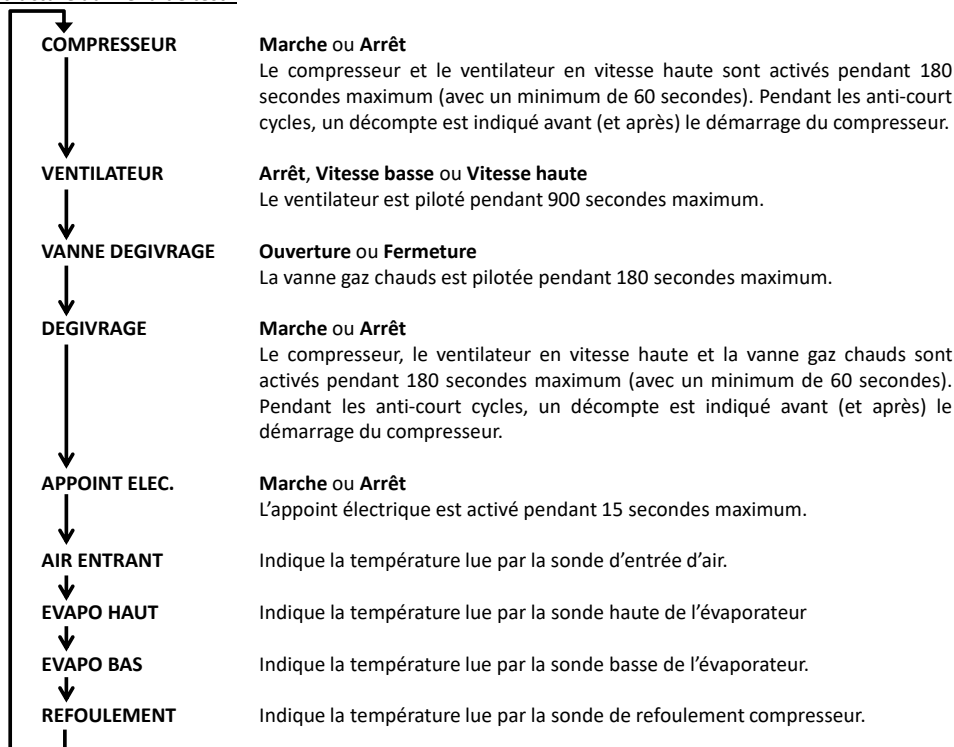 COMPRESSEUR Marche ou Arrêt
Le compresseur et le ventilateur en vitesse haute sont activés pendant 180
secondes maximum (avec un minimum de 60 secondes). Pendant les anti-court
cycles, un décompte est indiqué avant (et après) le démarrage du compresseur.
VENTILATEUR Arrêt, Vitesse basse ou Vitesse haute
Le ventilateur est piloté pendant 900 secondes maximum.
VANNE DEGIVRAGE Ouverture ou Fermeture
La vanne gaz chauds est pilotée pendant 180 secondes maximum.
DEGIVRAGE Marche ou Arrêt
Le compresseur, le ventilateur en vitesse haute et la vanne gaz chauds sont
activés pendant 180 secondes maximum (avec un minimum de 60 secondes).
Pendant les anti-court cycles, un décompte est indiqué avant (et après) le
démarrage du compresseur.
APPOINT ELEC. Marche ou Arrêt
L’appoint électrique est activé pendant 15 secondes maximum.
AIR ENTRANT Indique la température lue par la sonde d’entrée d’air.
EVAPO HAUT Indique la température lue par la sonde haute de l’évaporateur
EVAPO BAS Indique la température lue par la sonde basse de l’évaporateur.
REFOULEMENT Indique la température lue par la sonde de refoulement compresseur.